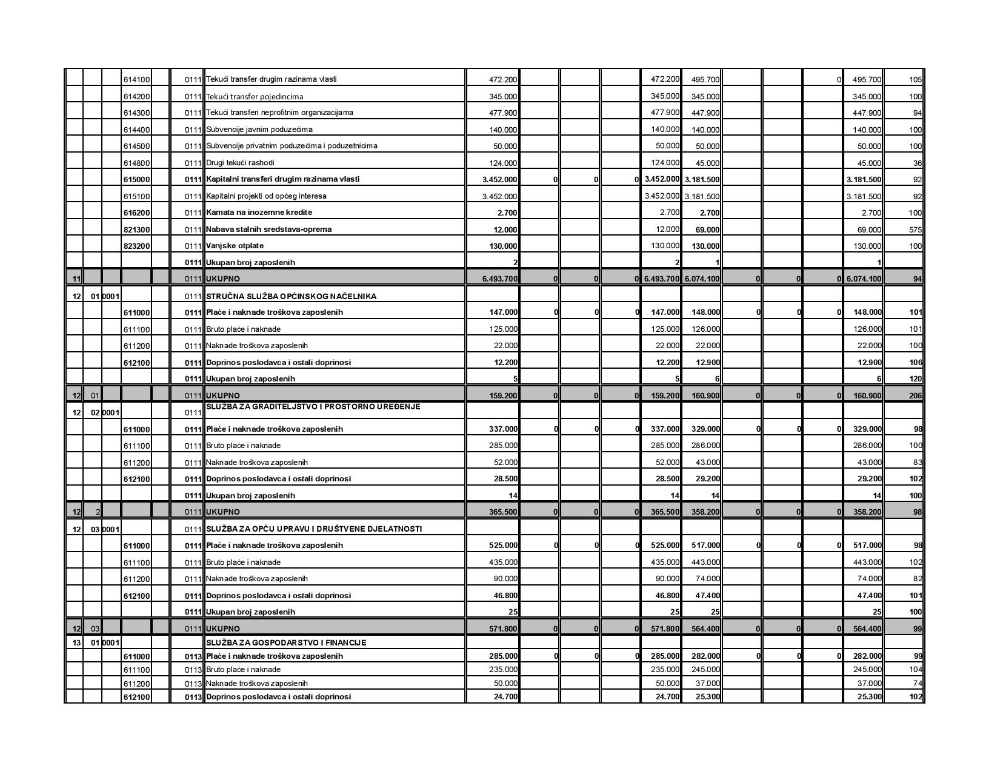 614100 0111 Tekući transfer drugim razinama vlasti 472.200 472.200 495.700 0 495.700 105
614200 0111 Tekući transfer pojedincima 345.000 345.000 345.000 345.000 100
614300 0111 Tekući transferi neprofitnim organizacijama 477.900 477.900 447.900 447.900 94
614400 0111 Subvencije javnim poduzećima 140.000 140.000 140.000 140.000 100
614500 0111 Subvencije privatnim poduzećima i poduzetnicima 50.000 50.000 50.000 50.000 100
614800 0111 Drugi tekući rashodi 124.000 124.000 45.000 45.000 36
615000 0111 Kapitalni transferi drugim razinama vlasti 3.452.000 0 0 0 3.452.000 3.181.500 3.181.500 92
615100 0111 Kapitalni projekti od općeg interesa 3.452.000 3.452.000 3.181.500 3.181.500 92
616200 0111 Kamata na inozemne kredite 2.700 2.700 2.700 2.700 100
821300 0111 Nabava stalnih sredstava-oprema 12.000 12.000 69.000 69.000 575
823200 0111 Vanjske otplate 130.000 130.000 130.000 130.000 100
0111 Ukupan broj zaposlenih 2 2 1 1
11 0111 UKUPNO 6.493.700 0 0 0 6.493.700 6.074.100 0 0 0 6.074.100 94
12 01 0001 0111 STRUČNA SLUŽBA OPĆINSKOG NAČELNIKA
611000 0111 Plaće i naknade troškova zaposlenih 147.000 0 0 0 147.000 148.000 0 0 0 148.000 101
611100 0111 Bruto plaće i naknade 125.000 125.000 126.000 126.000 101
611200 0111 Naknade troškova zaposlenih 22.000 22.000 22.000 22.000 100
612100 0111 Doprinos poslodavca i ostali doprinosi 12.200 12.200 12.900 12.900 106
0111 Ukupan broj zaposlenih 5 5 6 6 120
12 01 0111 UKUPNO 159.200 0 0 0 159.200 160.900 0 0 0 160.900 206
12 02 0001 0111 SLUŽBA ZA GRADITELJSTVO I PROSTORNO UREĐENJE
611000 0111 Plaće i naknade troškova zaposlenih 337.000 0 0 0 337.000 329.000 0 0 0 329.000 98
611100 0111 Bruto plaće i naknade 285.000 285.000 286.000 286.000 100
611200 0111 Naknade troškova zaposlenih 52.000 52.000 43.000 43.000 83
612100 0111 Doprinos poslodavca i ostali doprinosi 28.500 28.500 29.200 29.200 102
0111 Ukupan broj zaposlenih 14 14 14 14 100
12 2 0111 UKUPNO 365.500 0 0 0 365.500 358.200 0 0 0 358.200 98
12 03 0001 0111 SLUŽBA ZA OPĆU UPRAVU I DRUŠTVENE DJELATNOSTI
611000 0111 Plaće i naknade troškova zaposlenih 525.000 0 0 0 525.000 517.000 0 0 0 517.000 98
611100 0111 Bruto plaće i naknade 435.000 435.000 443.000 443.000 102
611200 0111 Naknade troškova zaposlenih 90.000 90.000 74.000 74.000 82
612100 0111 Doprinos poslodavca i ostali doprinosi 46.800 46.800 47.400 47.400 101
0111 Ukupan broj zaposlenih 25 25 25 25 100
12 03 0111 UKUPNO 571.800 0 0 0 571.800 564.400 0 0 0 564.400 99
13 01 0001 SLUŽBA ZA GOSPODARSTVO I FINANCIJE
611000 0113 Plaće i naknade troškova zaposlenih 285.000 0 0 0 285.000 282.000 0 0 0 282.000 99
611100 0113 Bruto plaće i naknade 235.000 235.000 245.000 245.000 104
611200 0113 Naknade troškova zaposlenih 50.000 50.000 37.000 37.000 74
612100 0113 Doprinos poslodavca i ostali doprinosi 24.700 24.700 25.300 25.300 102